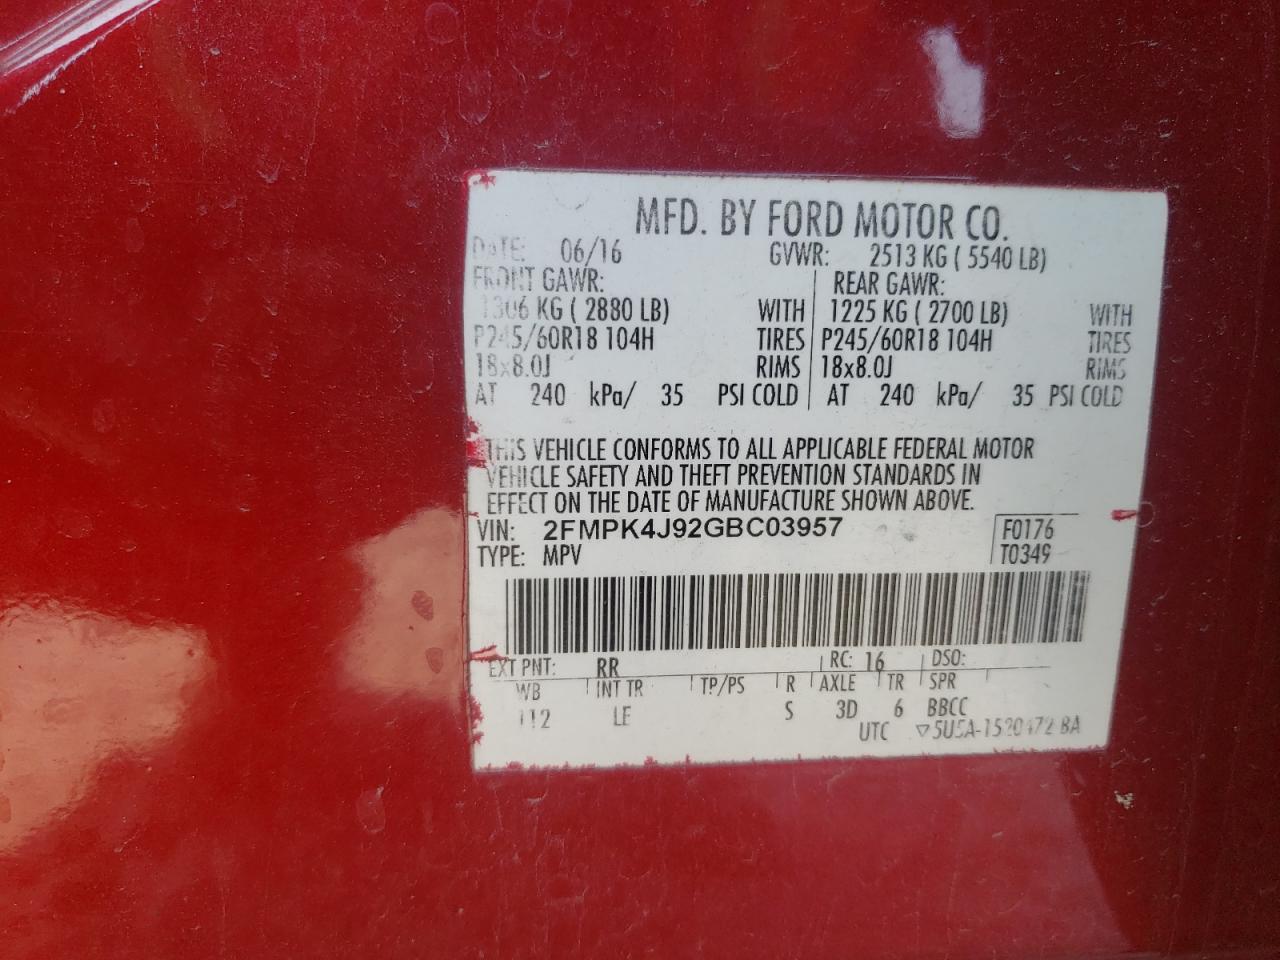 MFD. BY FORD MOTOR CO.
DATE: 06/16 GVWR: 2513 KG ( 5540 LB)
FRONT GAWR: REAR GAWR:
1306 KG ( 2880 LB) WITH 1225 KG ( 2700 LB) WITH
P245/60R18 104H TIRES P245/60R18 104H TIRES
18x8.0J RIMS 18x8.0J RIMS
AT 240 kPa/ 35 PSI COLD AT 240 kPa/ 35 PSI COLD
THIS VEHICLE CONFORMS TO ALL APPLICABLE FEDERAL MOTOR
VEHICLE SAFETY AND THEFT PREVENTION STANDARDS IN
EFFECT ON THE DATE OF MANUFACTURE SHOWN ABOVE.
VIN: 2FMPK4J92GBC03957 F0176
TYPE: MPV T0349
EXT PNT: RR RC: 16 DSO:
WB INT TR TP/PS R AXLE TR SPR
112 LE S 3D 6 BBCC
UTC